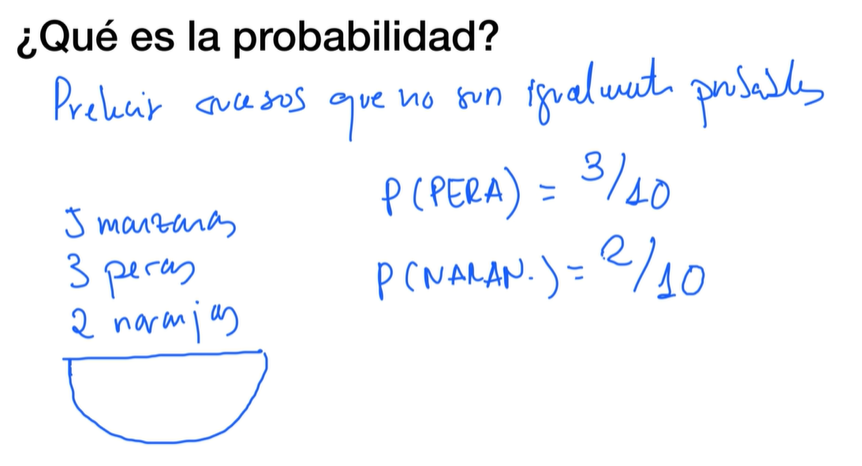 ¿Qué es la probabilidad?
Predecir sucesos que no son igualmente probables
5 manzanas
3 peras
2 naranjas
P(PERA) = 3/10
P(NARAN.) = 2/10